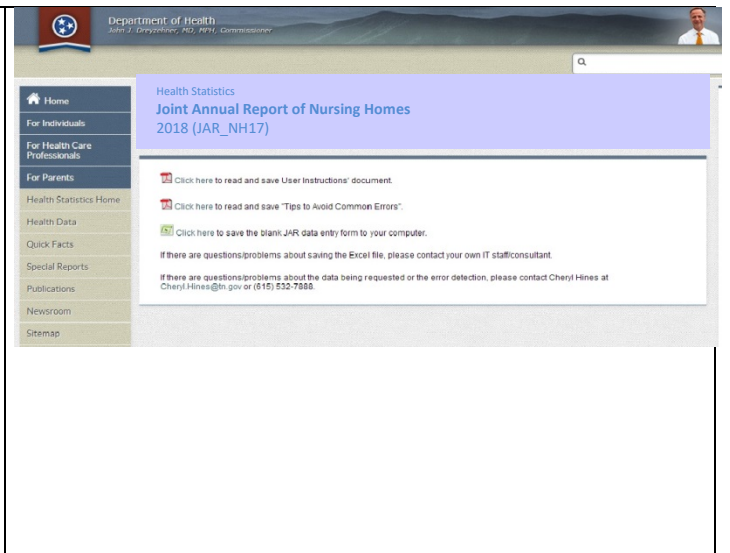 Department of Health
John J. Dreyzehner, MD, MPH, Commissioner
Home
For Individuals
For Health Care
Professionals
For Parents
Health Statistics Home
Health Data
Quick Facts
Special Reports
Publications
Newsroom
Sitemap
Health Statistics
Joint Annual Report of Nursing Homes
2018 (JAR_NH17)
Click here to read and save User Instructions' document.
Click here to read and save "Tips to Avoid Common Errors".
Click here to save the blank JAR data entry form to your computer.
If there are questions/problems about saving the Excel file, please contact your own IT staff/consultant.
If there are questions/problems about the data being requested or the error detection, please contact Cheryl Hines at
Cheryl.Hines@tn.gov or (615) 532-7888.